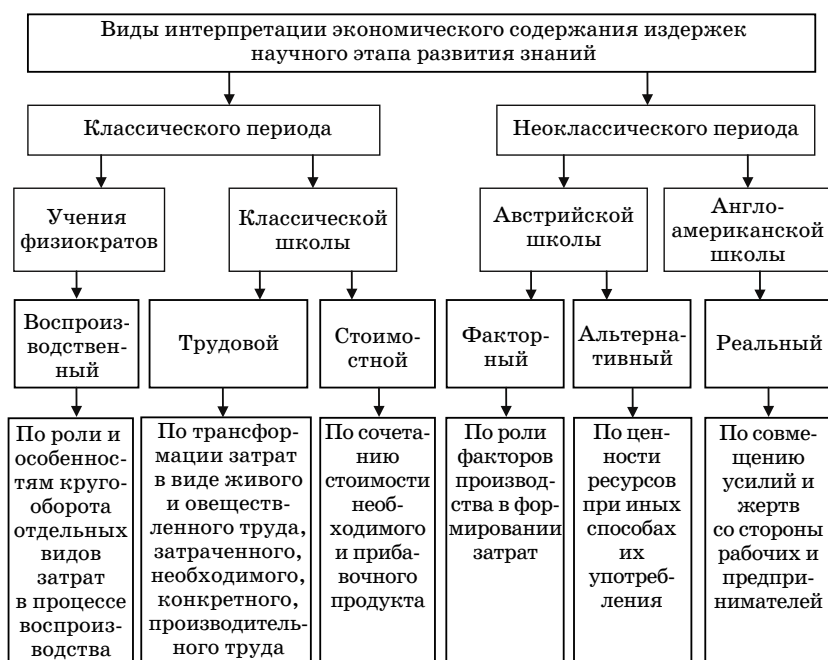 Виды интерпретации экономического содержания издержек
научного этапа развития знаний
Классического периода
Неоклассического периода
Учения
физиократов
Классической
школы
Австрийской
школы
Англо-
американской
школы
Воспроиз-
водствен-
ный
Трудовой
Стоимо-
стной
Фактор-
ный
Альтерна-
тивный
Реальный
По роли и
особеннос-
тям круго-
оборота
отдельных
видов
затрат
в процессе
воспроиз-
водства
По трансфор-
мации затрат
в виде живого
и овеществ-
ленного труда,
затраченного,
необходимого,
конкретного,
производитель-
ного труда
По сочета-
нию
стоимости
необ-
ходимого
и приба-
вочного
продукта
По роли
факторов
производ-
ства в фор-
мировании
затрат
По цен-
ности
ресурсов
при иных
способах
их
употреб-
ления
По совме-
щению
усилий и
жертв
со стороны
рабочих и
предпри-
нимателей